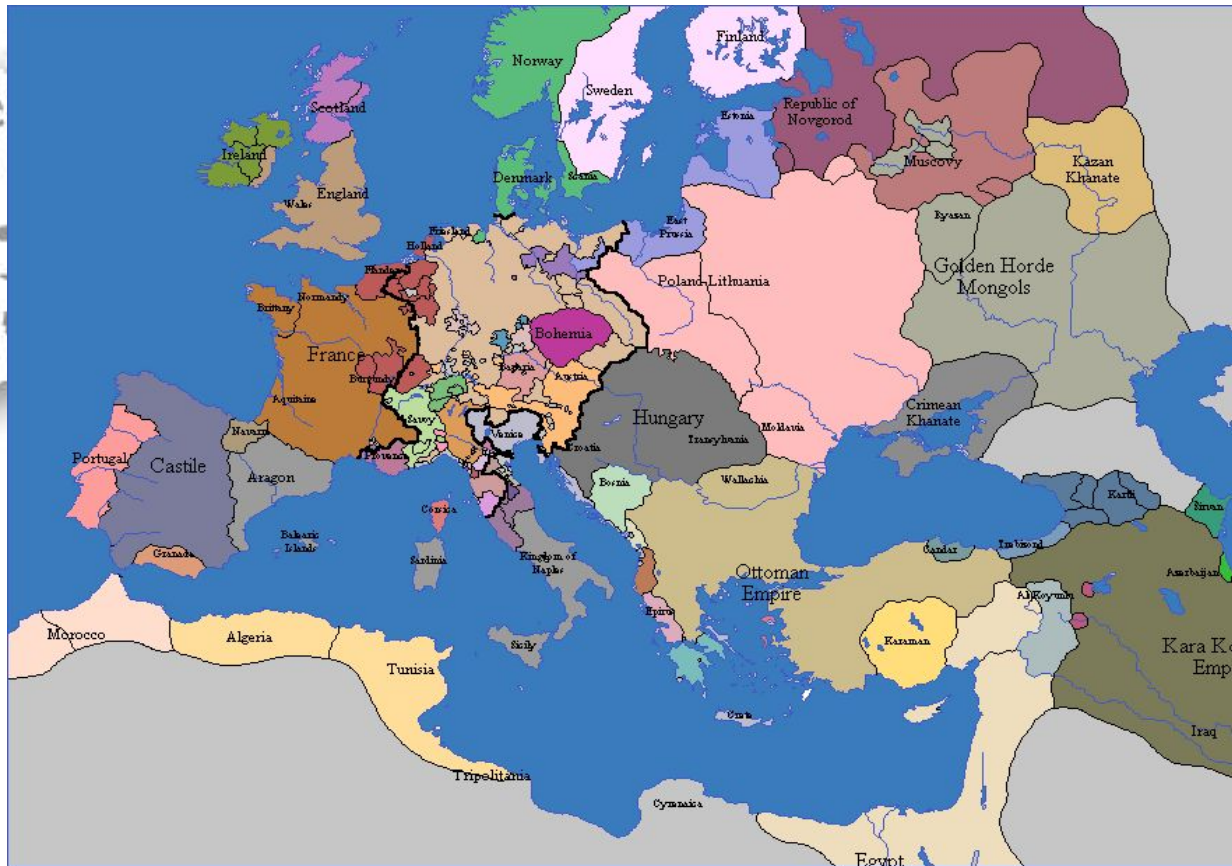 Finland
Norway
Sweden
Scotland
Estonia
Republic of
Novgorod
Ireland
Muscovy
Kazan
Khanate
Denmark
Scania
England
Wales
Ryazan
East
Prussia
Friesland
Holland
Golden Horde
Mongols
Flanders
Poland-Lithuania
Normandy
Brittany
Bohemia
France
Bavaria
Austria
Burgundy
Aquitaine
Crimean
Khanate
Hungary
Savoy
Moldavia
Venice
Transylvania
Croatia
Navarre
Portugal
Provence
Castile
Aragon
Bosnia
Wallachia
Kartli
Sirvan
Corsica
Balearic
Islands
Granada
Sardinia
Kingdom of
Naples
Candar
Trebizond
Azerbaijan
Ottoman
Empire
Epirus
Morocco
Algeria
Sicily
Karaman
Tunisia
Kara Ko
Emp
Crete
Iraq
Tripolitania
Cyrenaica
Egypt